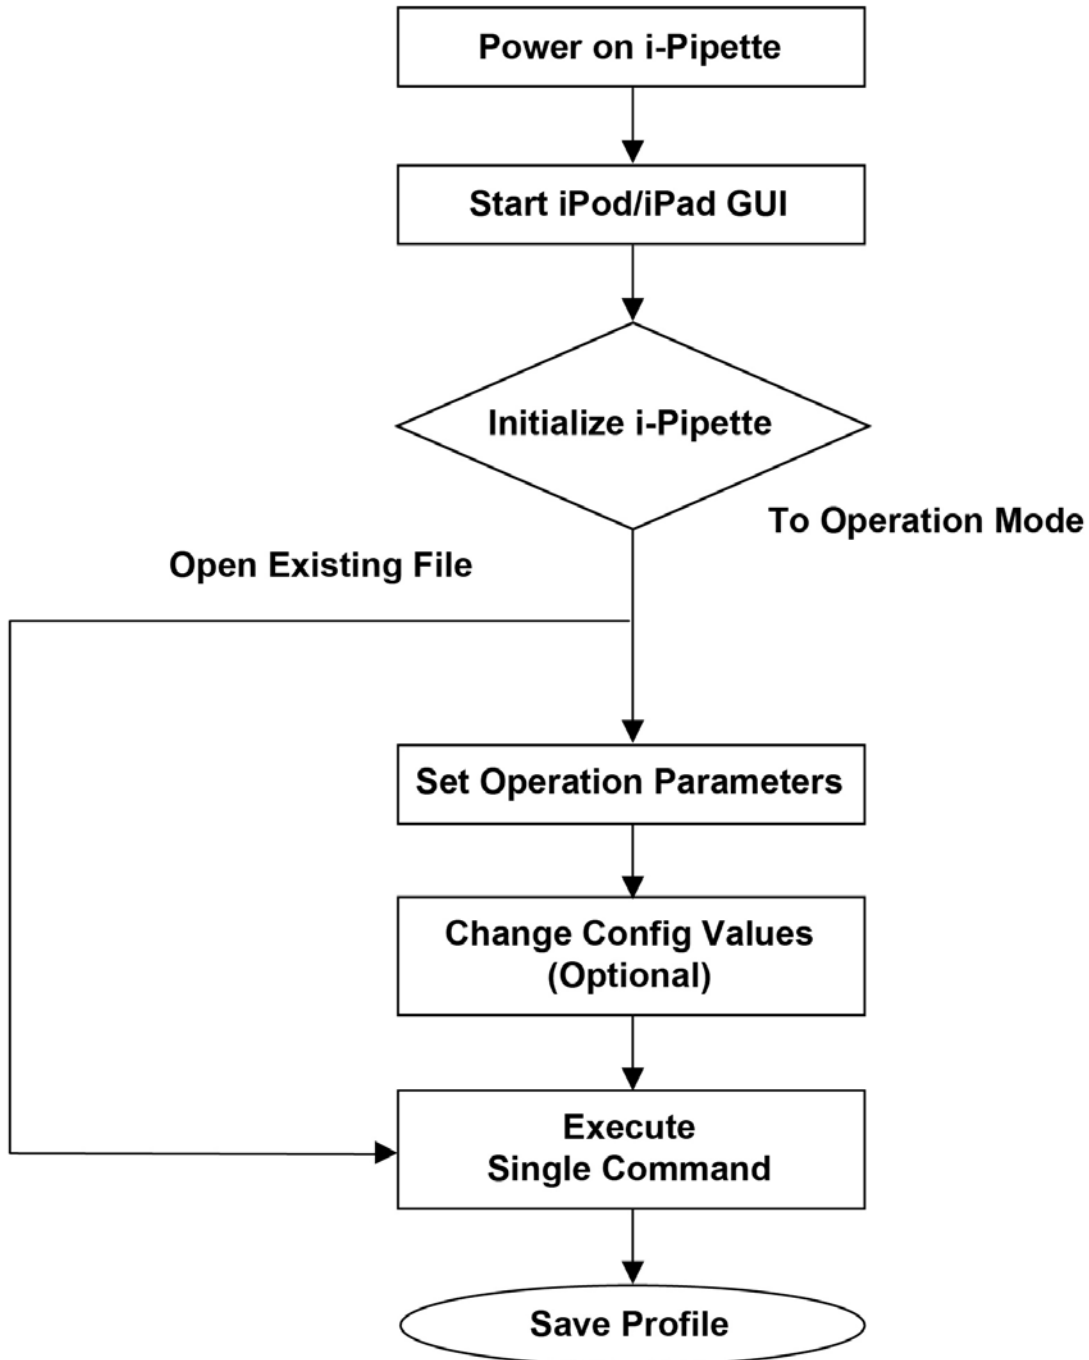 Power on i-Pipette
Start iPod/iPad GUI
Initialize i-Pipette
To Operation Mode
Open Existing File
Set Operation Parameters
Change Config Values
(Optional)
Execute
Single Command
Save Profile